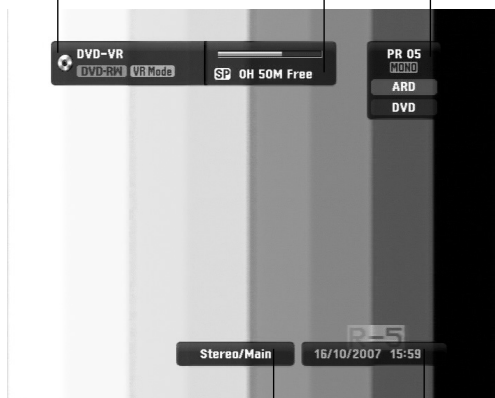 DVD-VR
DVD-RW VR Mode
SP 0H 50M Free
PR 05
MONO
ARD
DVD
R-5
Stereo/Main
16/10/2007 15:59